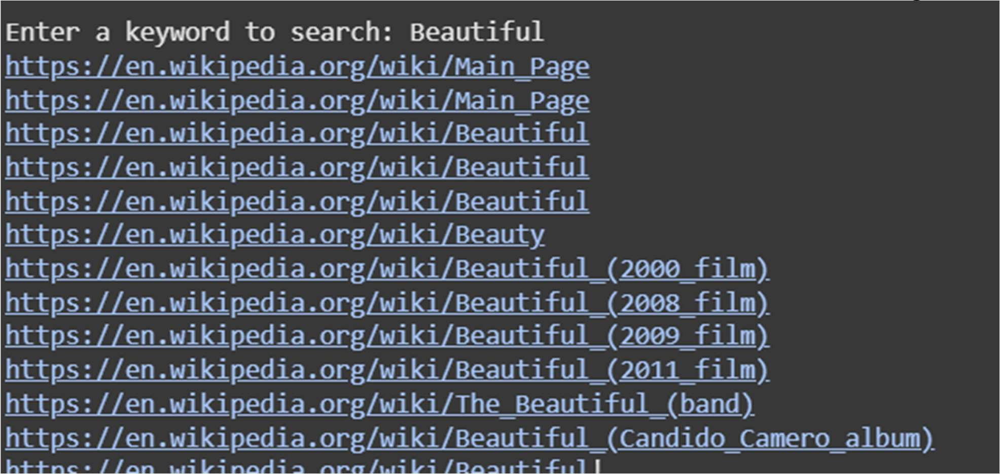 Enter a keyword to search: Beautiful
https://en.wikipedia.org/wiki/Main_Page
https://en.wikipedia.org/wiki/Main_Page
https://en.wikipedia.org/wiki/Beautiful
https://en.wikipedia.org/wiki/Beautiful
https://en.wikipedia.org/wiki/Beautiful
https://en.wikipedia.org/wiki/Beauty
https://en.wikipedia.org/wiki/Beautiful_(2000_film)
https://en.wikipedia.org/wiki/Beautiful_(2008_film)
https://en.wikipedia.org/wiki/Beautiful_(2009_film)
https://en.wikipedia.org/wiki/Beautiful_(2011_film)
https://en.wikipedia.org/wiki/The_Beautiful_(band)
https://en.wikipedia.org/wiki/Beautiful_(Candido_Camero_album)
https://en.wikipedia.org/wiki/Beautiful